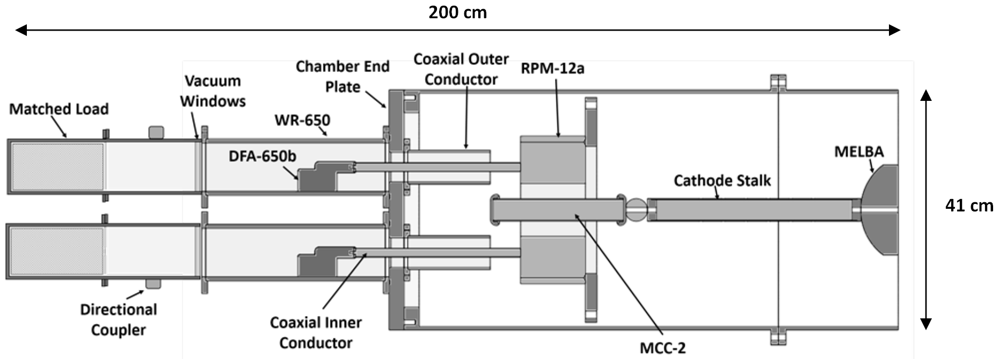 200 cm
Coaxial Outer
Conductor
RPM-12a
Chamber End
Plate
Vacuum
Windows
Matched Load
WR-650
DFA-650b
MELBA
Cathode Stalk
41 cm
Directional
Coupler
Coaxial Inner
Conductor
MCC-2